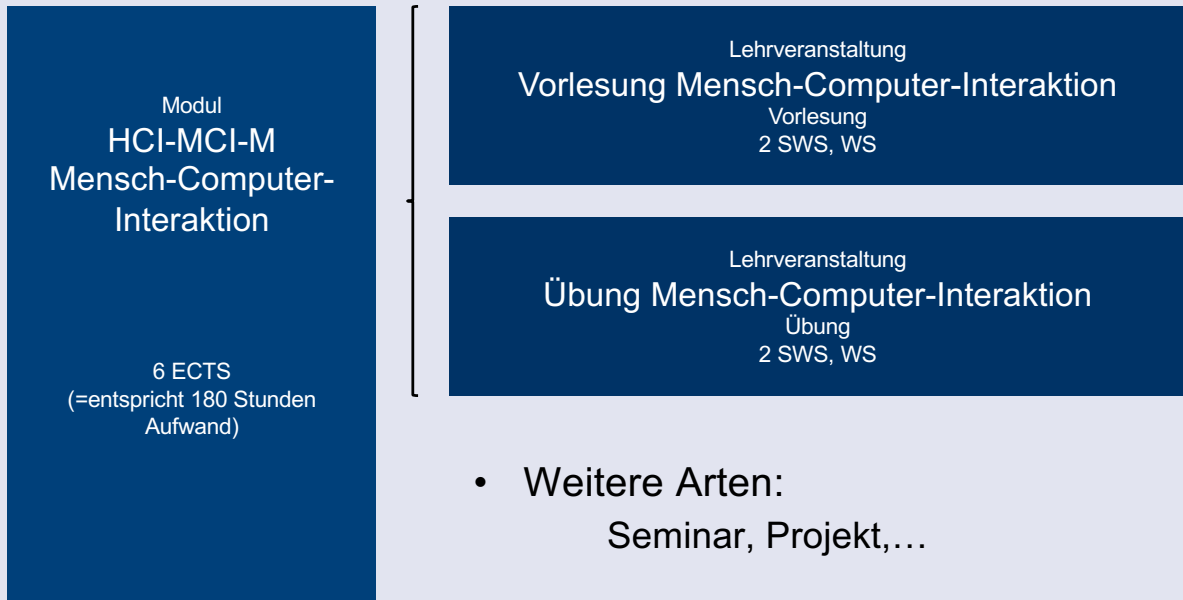 Modul
HCI-MCI-M
Mensch-Computer-
Interaktion
6 ECTS
(=entspricht 180 Stunden
Aufwand)
Lehrveranstaltung
Vorlesung Mensch-Computer-Interaktion
Vorlesung
2 SWS, WS
Lehrveranstaltung
Übung Mensch-Computer-Interaktion
Übung
2 SWS, WS
• Weitere Arten:
Seminar, Projekt,…